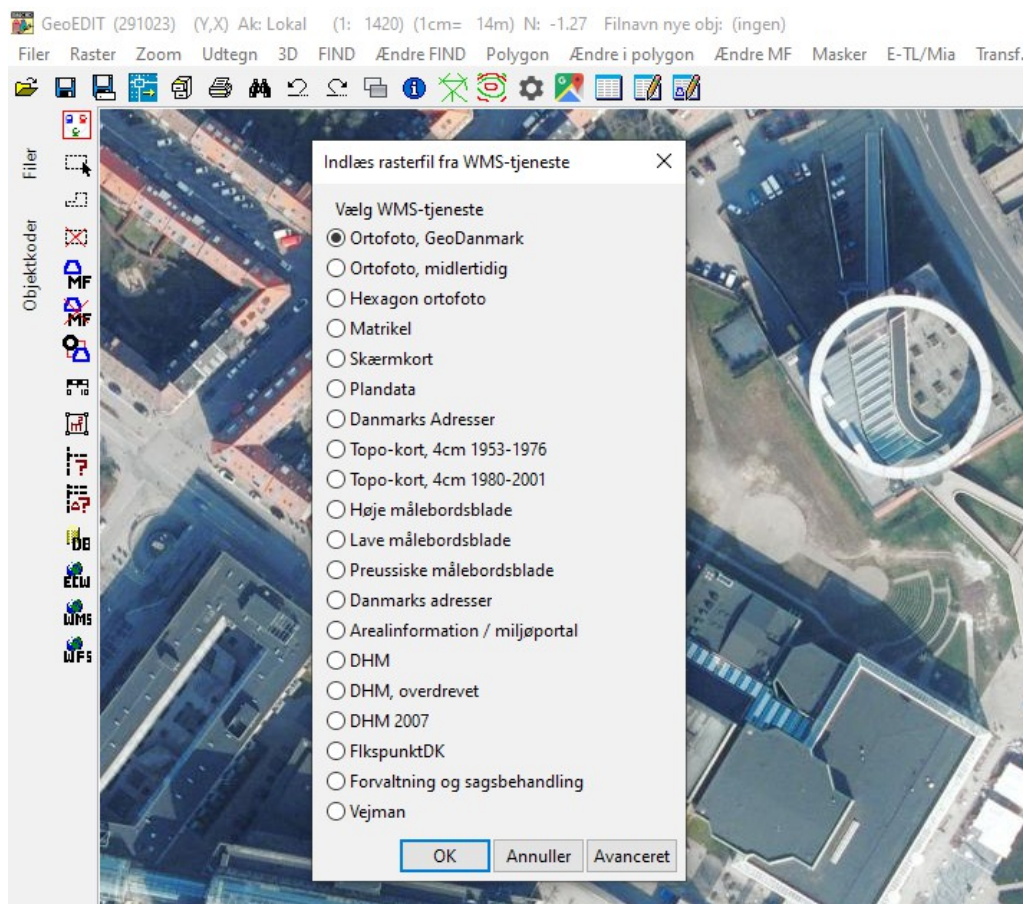 GeoEDIT (291023) (Y,X) Ak: Lokal (1: 1420) (1cm= 14m) N: -1.27 Filnavn nye obj: (ingen)
Filer Raster Zoom Udtegn 3D FIND Ændre FIND Polygon Ændre i polygon Ændre MF Masker E-TL/Mia Transf.
Filer
Objektkoder
MF
MF
m²
DB
ECW
WMS
WFS
Indlæs rasterfil fra WMS-tjeneste
Vælg WMS-tjeneste
Ortofoto, GeoDanmark
Ortofoto, midlertidig
Hexagon ortofoto
Matrikel
Skærmkort
Plandata
Danmarks Adresser
Topo-kort, 4cm 1953-1976
Topo-kort, 4cm 1980-2001
Høje målebordsblade
Lave målebordsblade
Preussiske målebordsblade
Danmarks adresser
Arealinformation / miljøportal
DHM
DHM, overdrevet
DHM 2007
FlkspunktDK
Forvaltning og sagsbehandling
Vejman
OK Annuller Avanceret